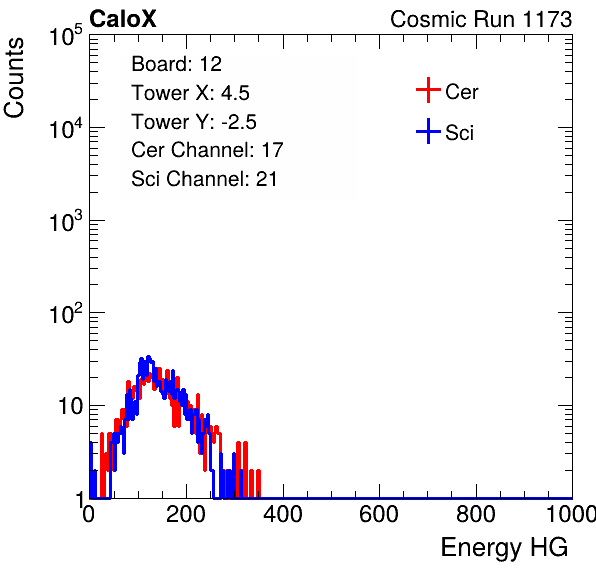 CaloX Cosmic Run 1173
Counts
Board: 12
Tower X: 4.5
Tower Y: -2.5
Cer Channel: 17
Sci Channel: 21
Cer
Sci
10^5
10^4
10^3
10^2
10
1
0 200 400 600 800 1000
Energy HG